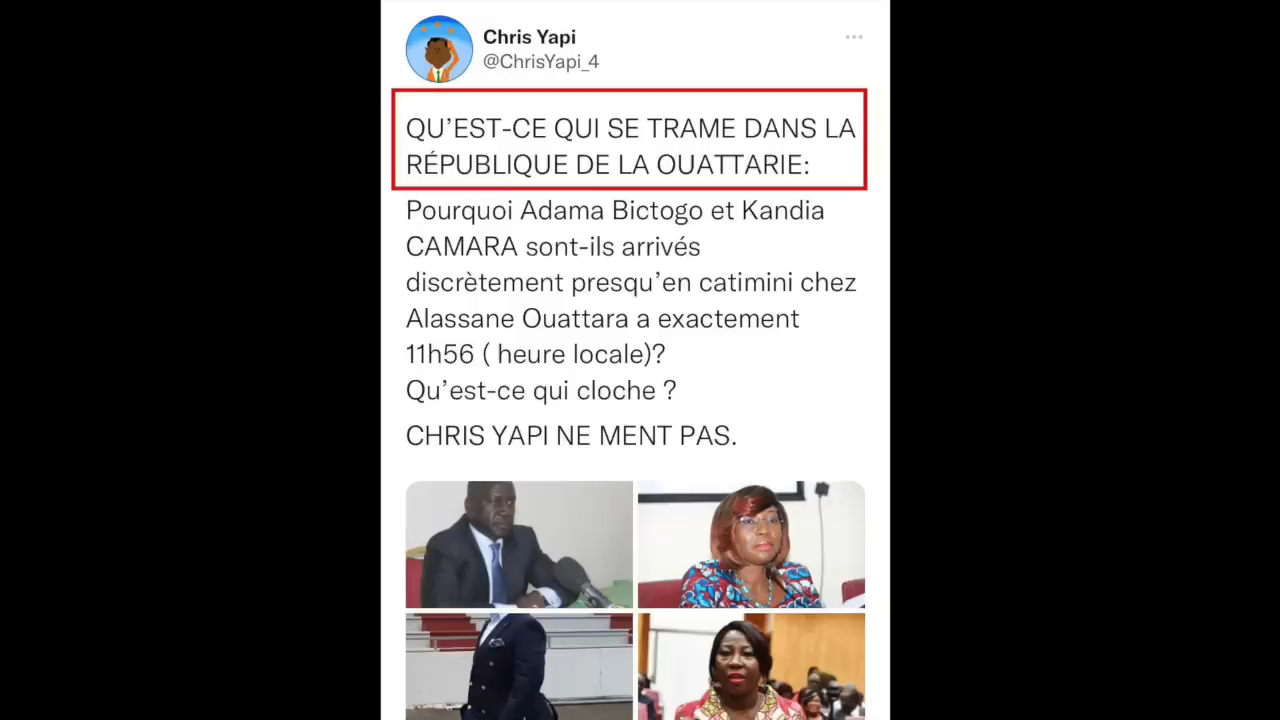 Chris Yapi
@ChrisYapi_4
QU'EST-CE QUI SE TRAME DANS LA
RÉPUBLIQUE DE LA OUATTARIE:
Pourquoi Adama Bictogo et Kandia
CAMARA sont-ils arrivés
discrètement presqu'en catimini chez
Alassane Ouattara a exactement
11h56 ( heure locale)?
Qu'est-ce qui cloche ?
CHRIS YAPI NE MENT PAS.